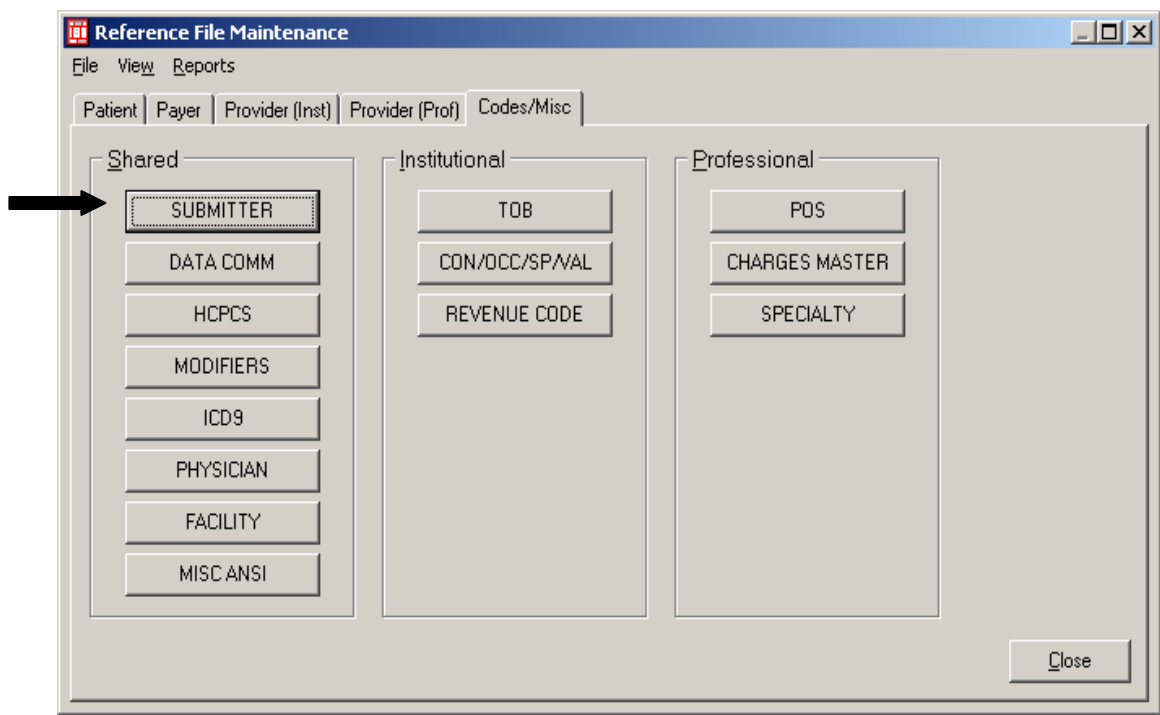 Reference File Maintenance
File View Reports
Patient Payer Provider (Inst) Provider (Prof) Codes/Misc
Shared
SUBMITTER
DATA COMM
HCPCS
MODIFIERS
ICD9
PHYSICIAN
FACILITY
MISC ANSI
Institutional
TOB
CON/OCC/SP/VAL
REVENUE CODE
Professional
POS
CHARGES MASTER
SPECIALTY
Close